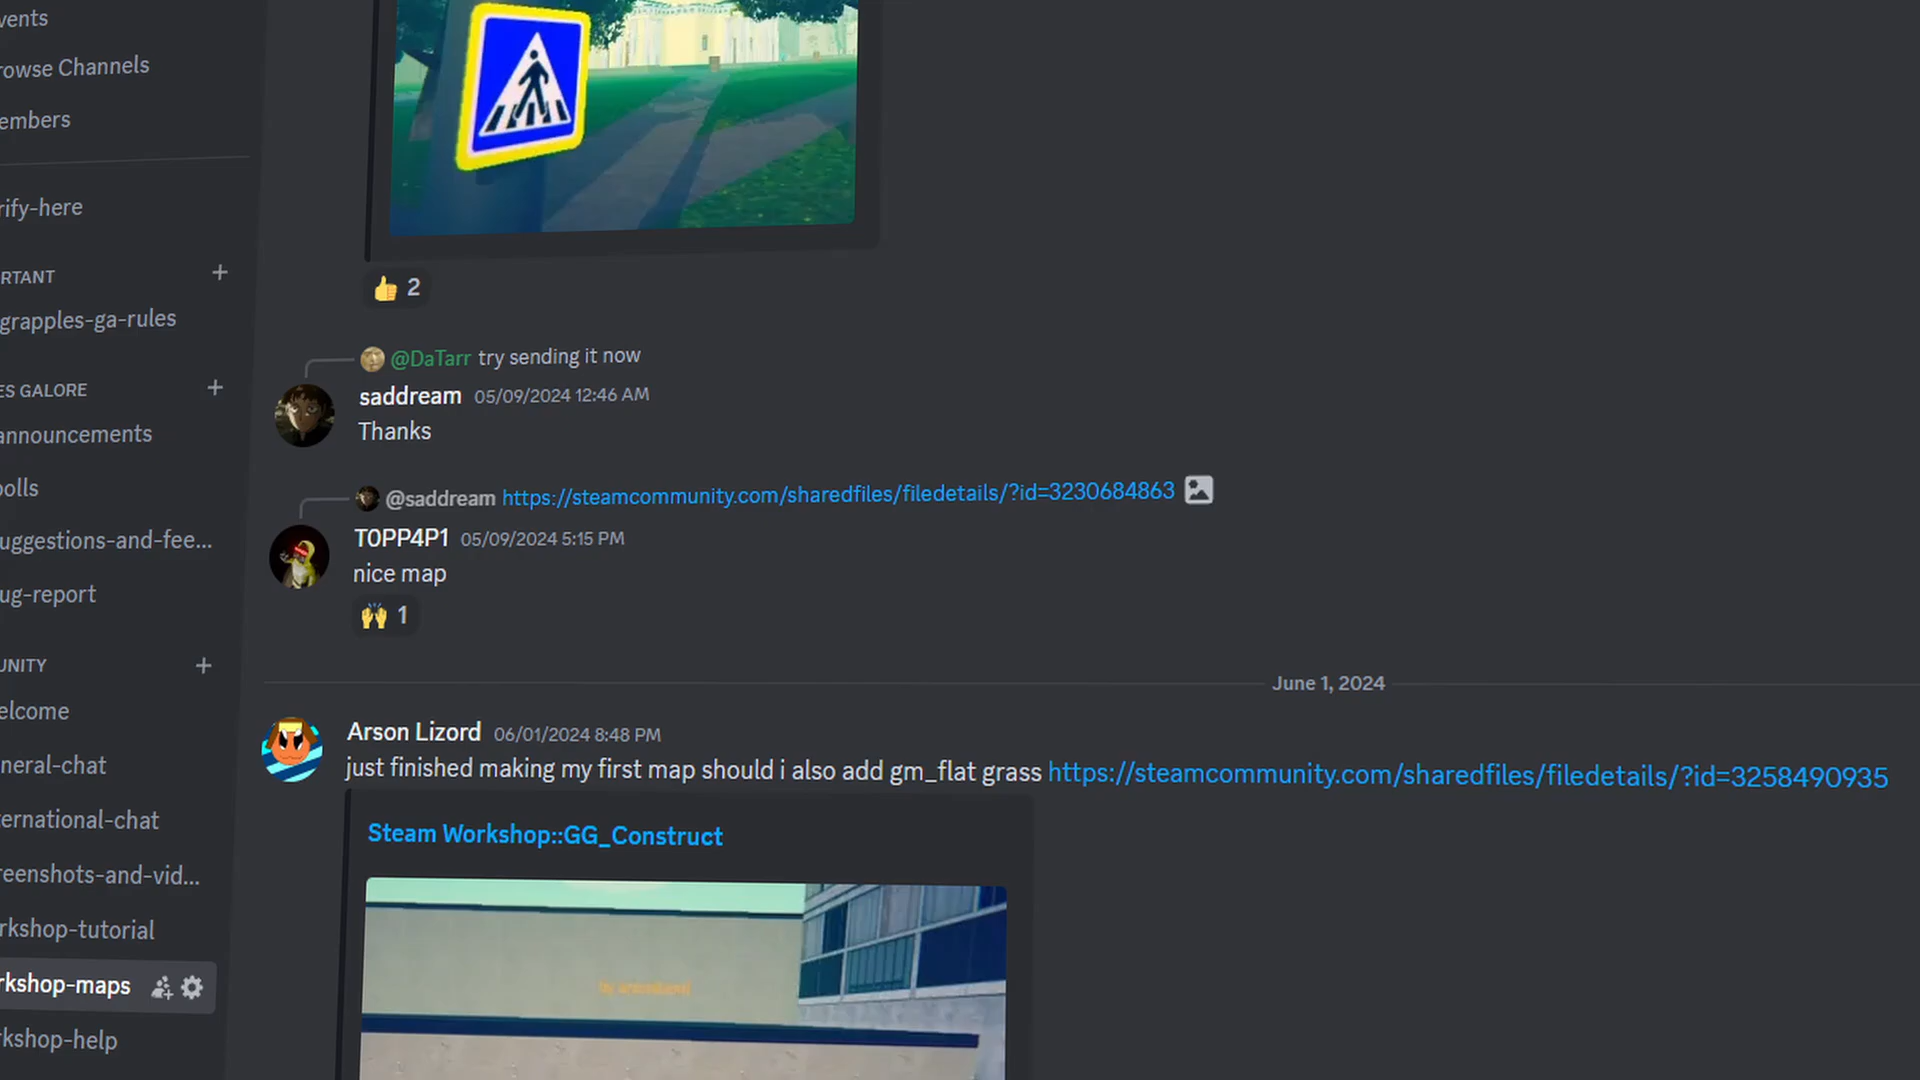 vents
rowse Channels
embers
rify-here
RTANT
grapples-ga-rules
ES GALORE
announcements
polls
uggestions-and-fee...
ug-report
UNITY
elcome
neral-chat
ernational-chat
reenshots-and-vid...
rkshop-tutorial
rkshop-maps
rkshop-help
2
@DaTarr try sending it now
saddream 05/09/2024 12:46 AM
Thanks
@saddream https://steamcommunity.com/sharedfiles/filedetails/?id=3230684863
T0PP4P1 05/09/2024 5:15 PM
nice map
1
June 1, 2024
Arson Lizord 06/01/2024 8:48 PM
just finished making my first map should i also add gm_flat grass https://steamcommunity.com/sharedfiles/filedetails/?id=3258490935
Steam Workshop::GG_Construct